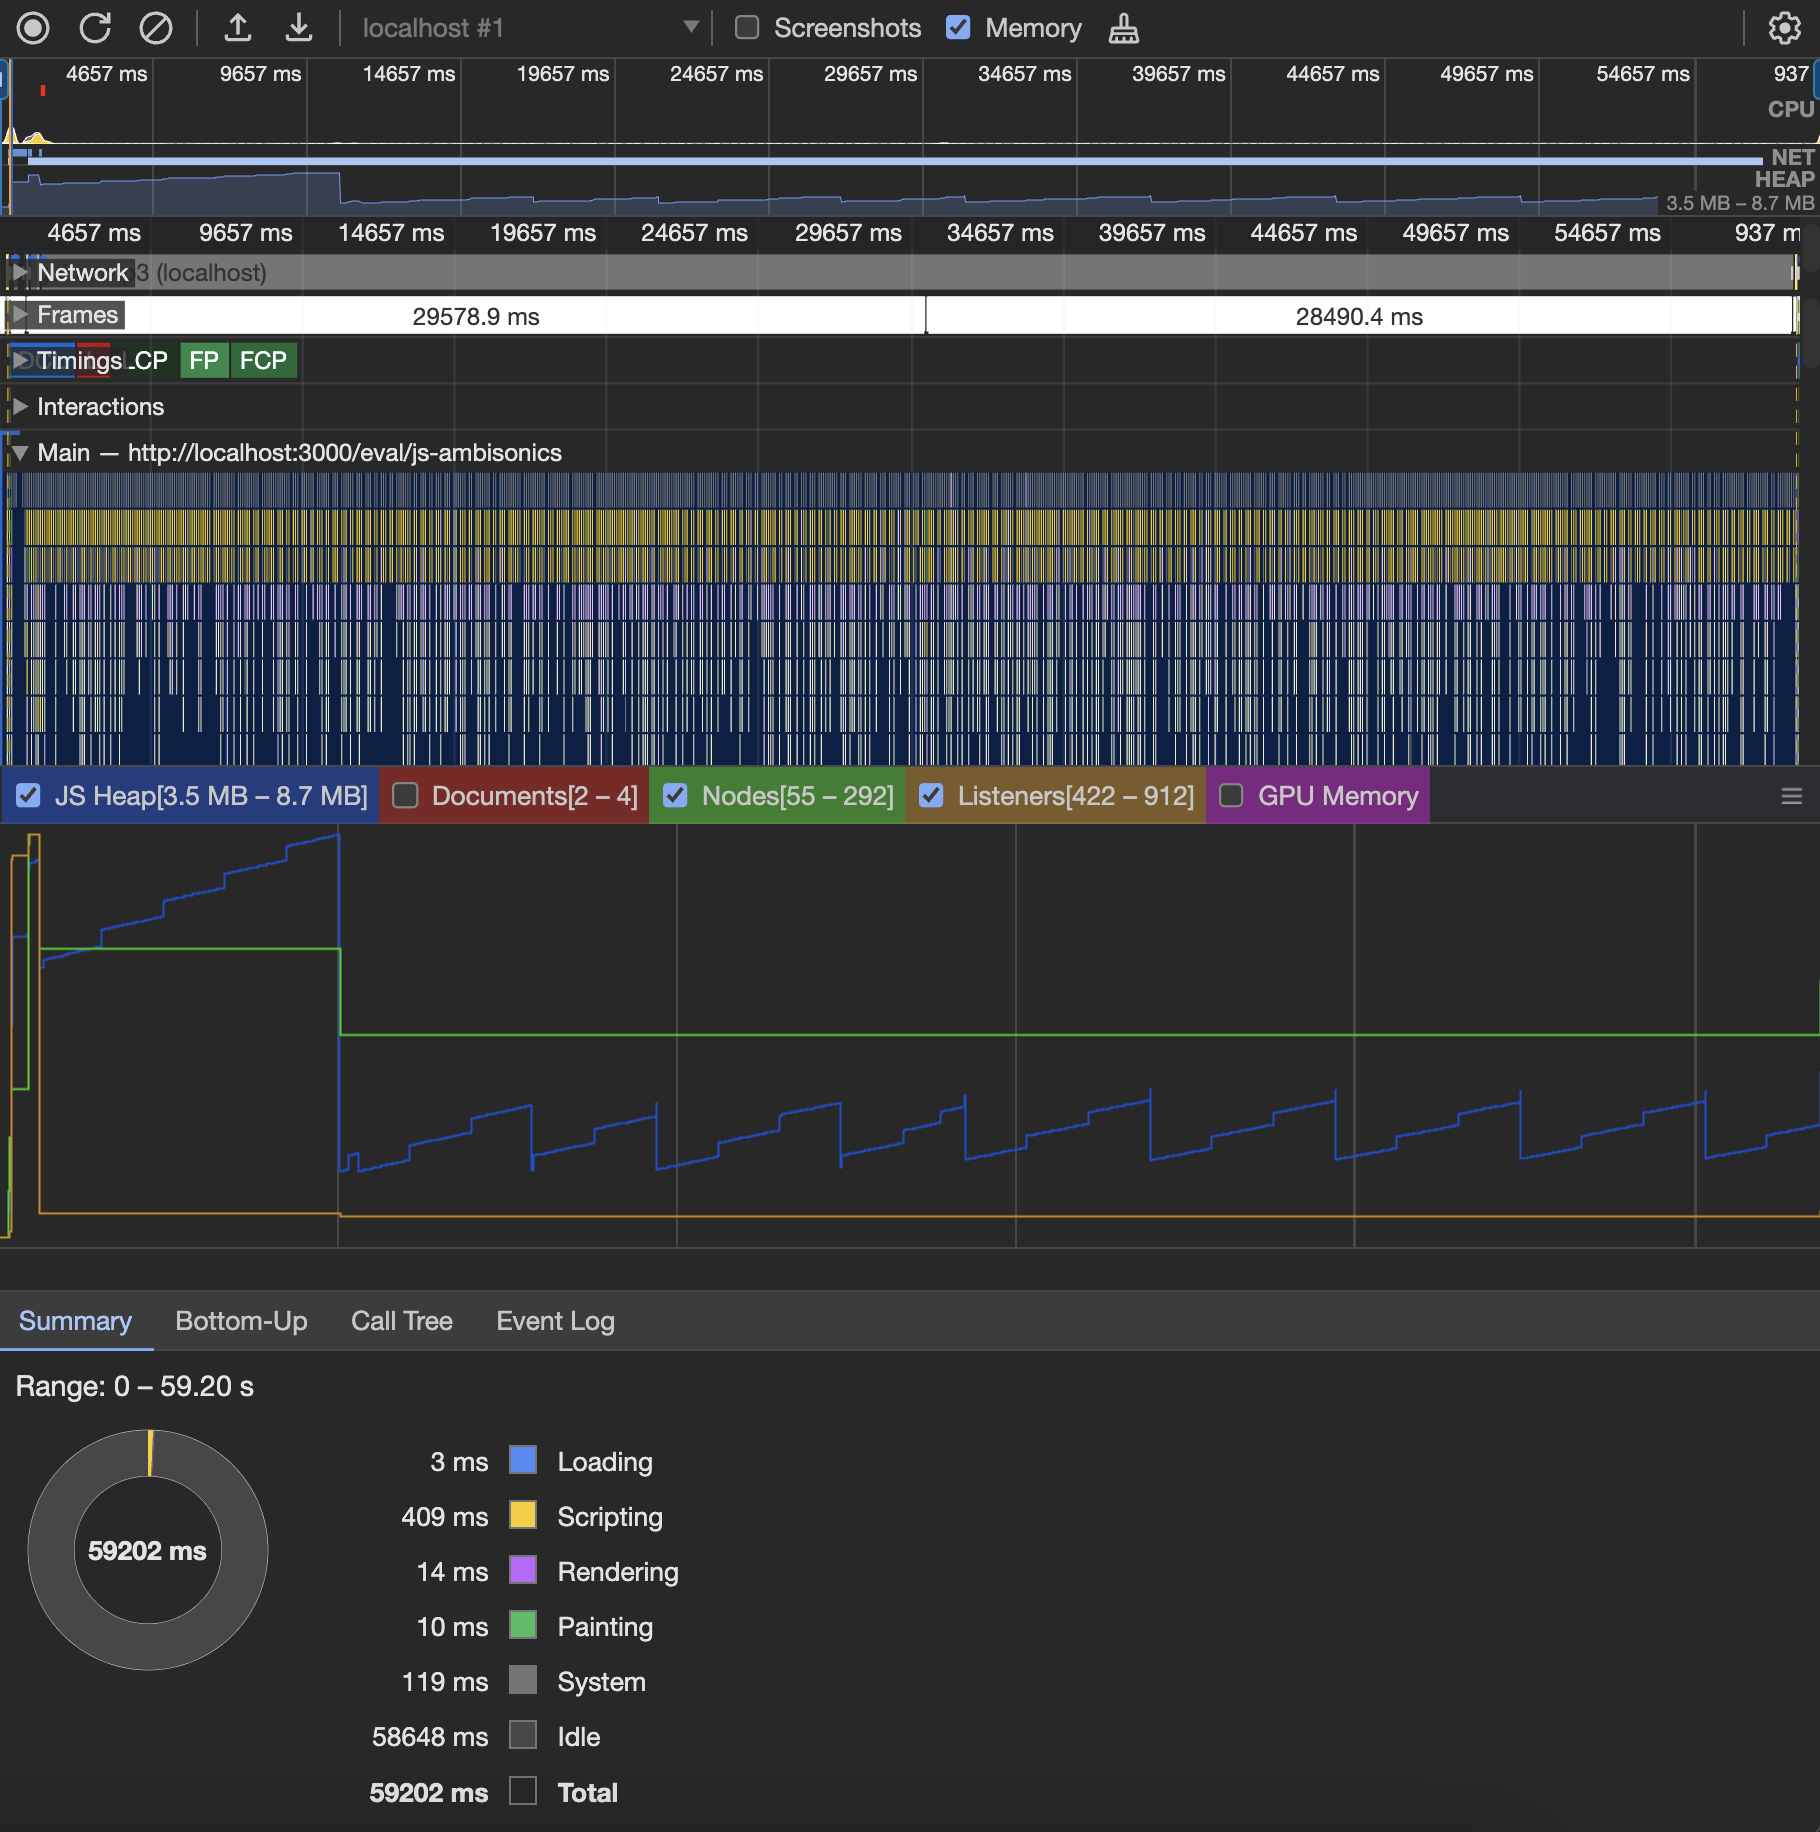 localhost #1 Screenshots Memory
4657 ms 9657 ms 14657 ms 19657 ms 24657 ms 29657 ms 34657 ms 39657 ms 44657 ms 49657 ms 54657 ms 937
CPU
NET
HEAP
3.5 MB – 8.7 MB
4657 ms 9657 ms 14657 ms 19657 ms 24657 ms 29657 ms 34657 ms 39657 ms 44657 ms 49657 ms 54657 ms 937 m
Network 3 (localhost)
Frames 29578.9 ms 28490.4 ms
Timings LCP FP FCP
Interactions
Main — http://localhost:3000/eval/js-ambisonics
JS Heap[3.5 MB – 8.7 MB] Documents[2 – 4] Nodes[55 – 292] Listeners[422 – 912] GPU Memory
Summary Bottom-Up Call Tree Event Log
Range: 0 – 59.20 s
59202 ms
3 ms Loading
409 ms Scripting
14 ms Rendering
10 ms Painting
119 ms System
58648 ms Idle
59202 ms Total